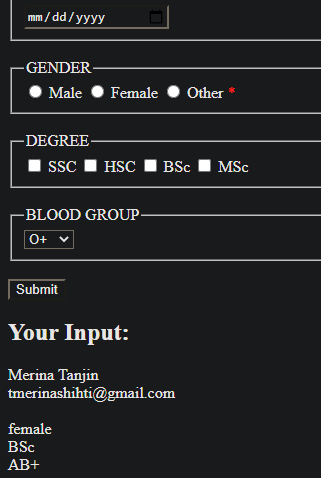 mm/dd/yyyy
GENDER
Male Female Other *
DEGREE
SSC HSC BSc MSc
BLOOD GROUP
O+
Submit
Your Input:
Merina Tanjin
tmerinashihti@gmail.com
female
BSc
AB+